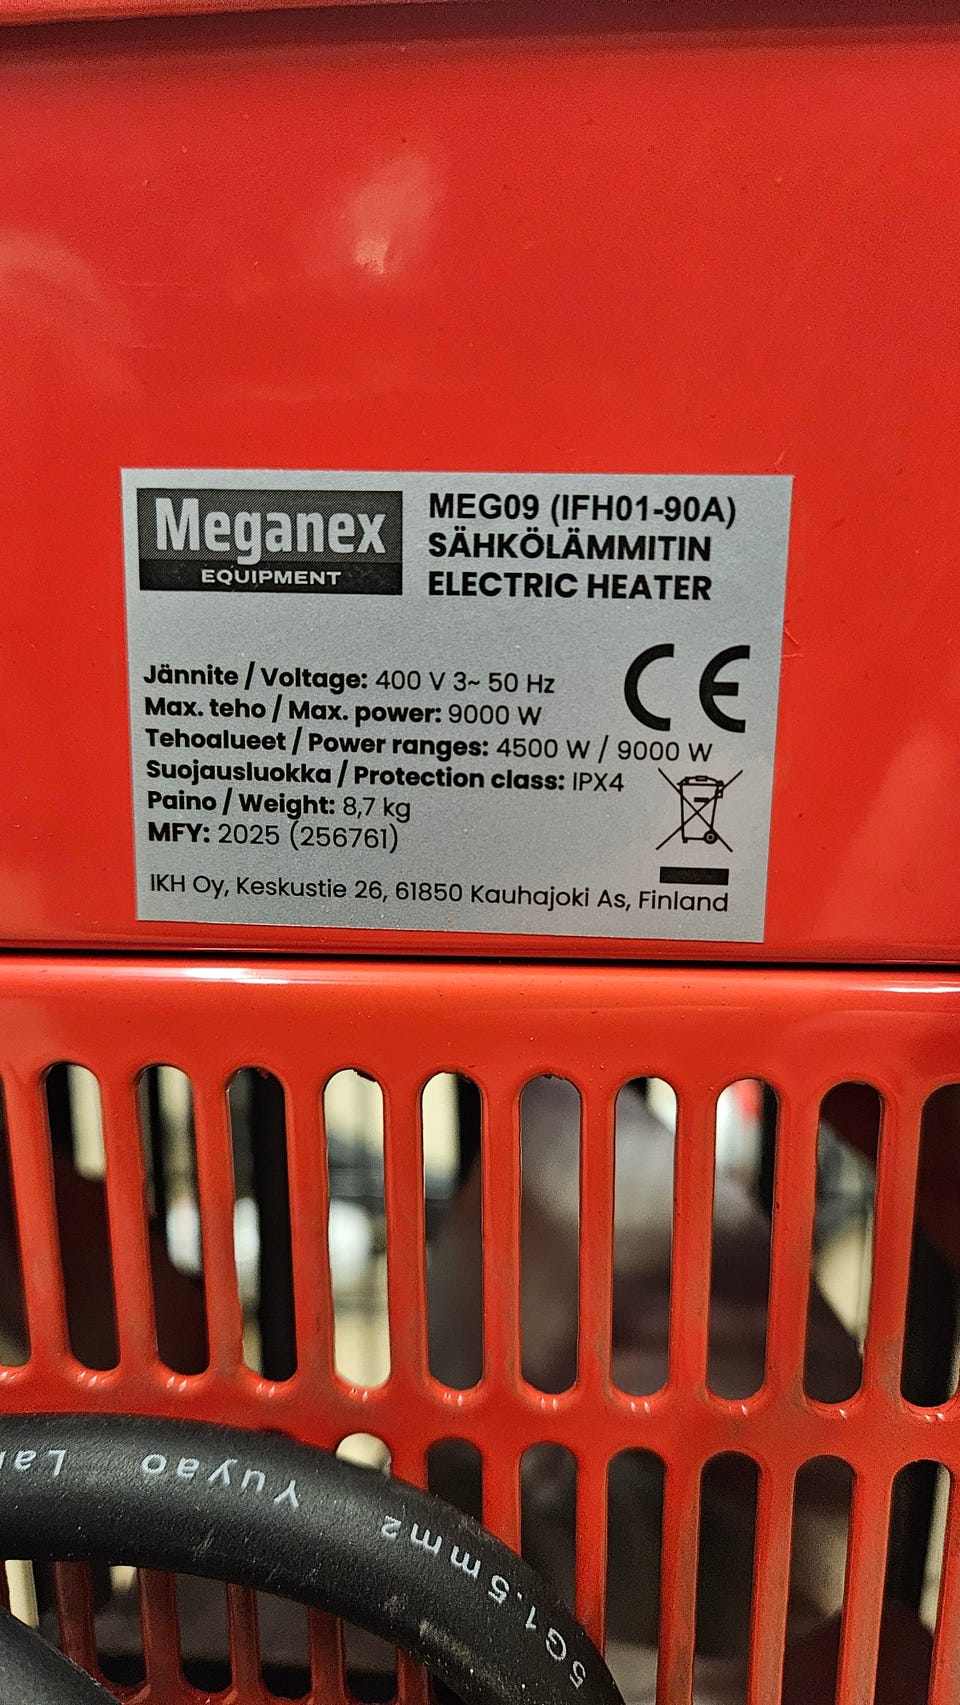 Meganex
EQUIPMENT
MEG09 (IFH01-90A)
SÄHKÖLÄMMITIN
ELECTRIC HEATER
Jännite / Voltage: 400 V 3~ 50 Hz
Max. teho / Max. power: 9000 W
Tehoalueet / Power ranges: 4500 W / 9000 W
Suojausluokka / Protection class: IPX4
Paino / Weight: 8,7 kg
MFY: 2025 (256761)
CE
IKH Oy, Keskustie 26, 61850 Kauhajoki As, Finland
5G1.5mm2 Yuyao